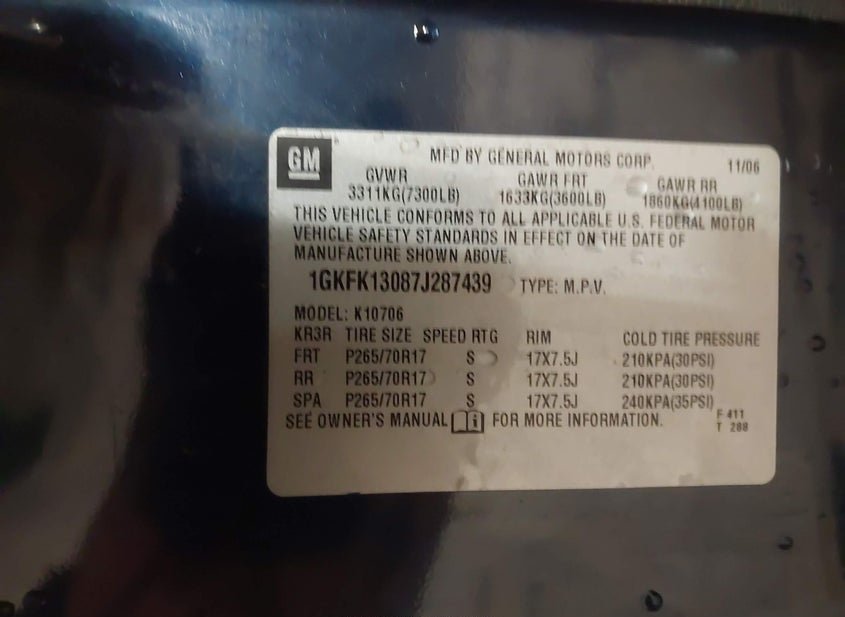 GM
MFD BY GENERAL MOTORS CORP. 11/06
GVWR GAWR FRT GAWR RR
3311KG(7300LB) 1633KG(3600LB) 1860KG(4100LB)
THIS VEHICLE CONFORMS TO ALL APPLICABLE U.S. FEDERAL MOTOR
VEHICLE SAFETY STANDARDS IN EFFECT ON THE DATE OF
MANUFACTURE SHOWN ABOVE.
1GKFK13087J287439 TYPE: M.P.V.
MODEL: K10706
KR3R TIRE SIZE SPEED RTG RIM COLD TIRE PRESSURE
FRT P265/70R17 S 17X7.5J 210KPA(30PSI)
RR P265/70R17 S 17X7.5J 210KPA(30PSI)
SPA P265/70R17 S 17X7.5J 240KPA(35PSI)
SEE OWNER'S MANUAL i FOR MORE INFORMATION.
F 411
T 288